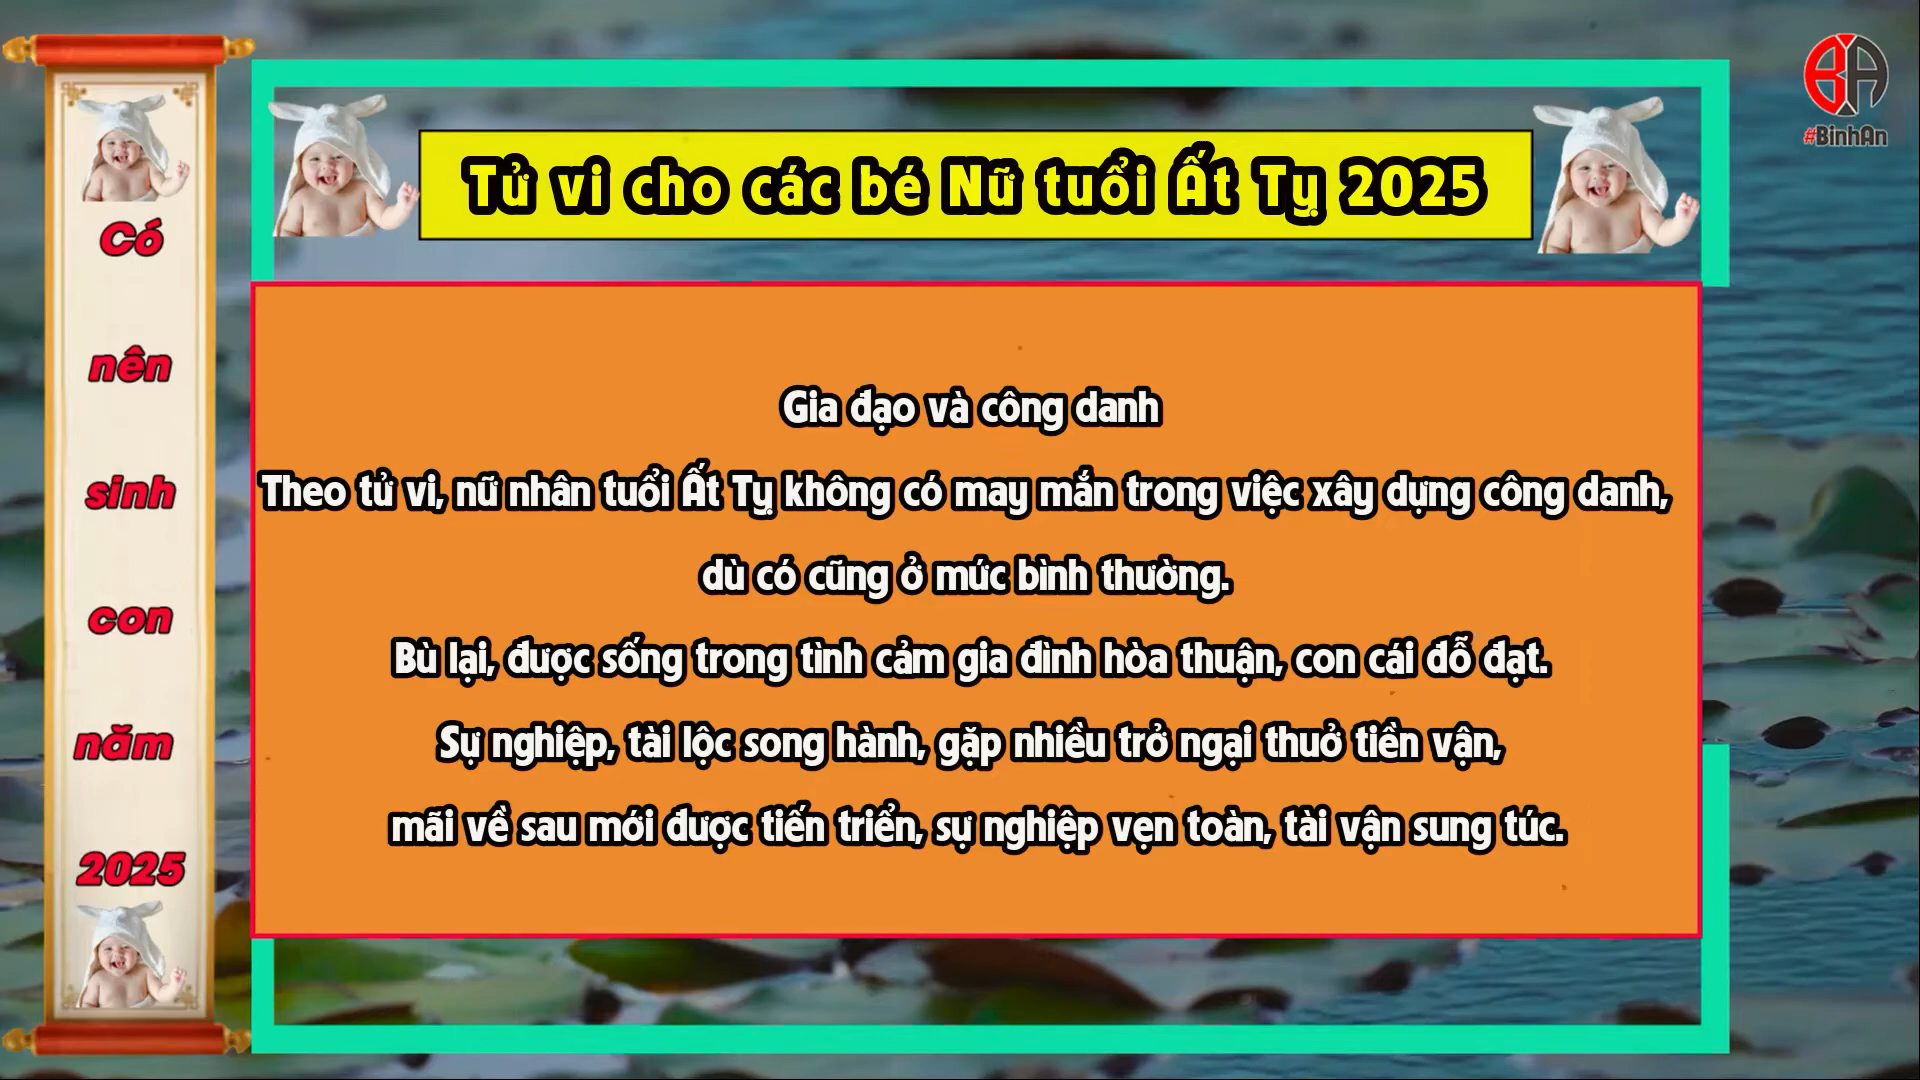 Có
nên
sinh
con
năm
2025
Tử vi cho các bé Nữ tuổi Ất Tỵ 2025
BA
#BinhAn
Gia đạo và công danh
Theo tử vi, nữ nhân tuổi Ất Tỵ không có may mắn trong việc xây dựng công danh,
dù có cũng ở mức bình thường.
Bù lại, được sống trong tình cảm gia đình hòa thuận, con cái đỗ đạt.
Sự nghiệp, tài lộc song hành, gặp nhiều trở ngại thuở tiền vận,
mãi về sau mới được tiến triển, sự nghiệp vẹn toàn, tài vận sung túc.